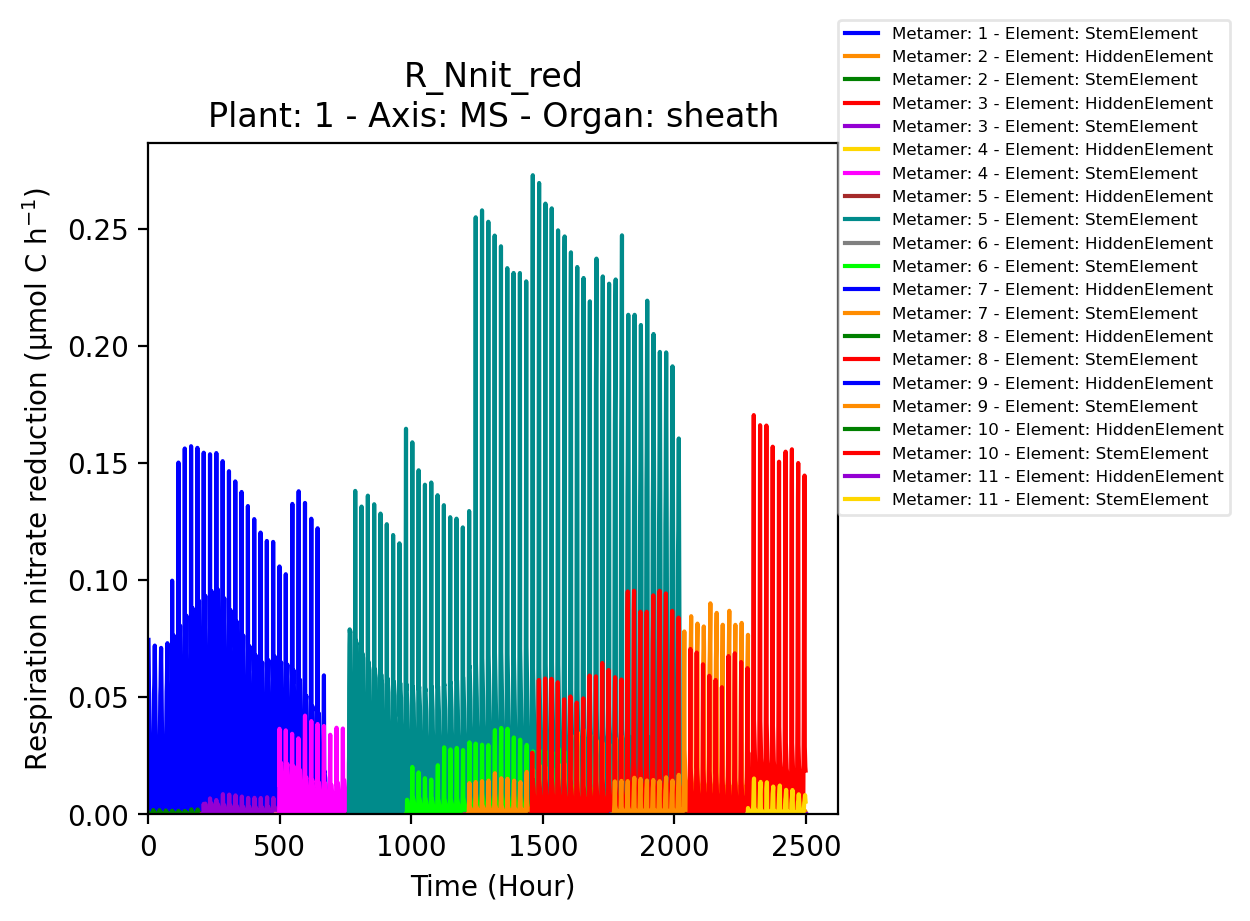 R_Nnit_red
Plant: 1 - Axis: MS - Organ: sheath
Respiration nitrate reduction (µmol C h⁻¹)
0.25
0.20
0.15
0.10
0.05
0.00
0
500
1000
1500
2000
2500
Time (Hour)
Metamer: 1 - Element: StemElement
Metamer: 2 - Element: HiddenElement
Metamer: 2 - Element: StemElement
Metamer: 3 - Element: HiddenElement
Metamer: 3 - Element: StemElement
Metamer: 4 - Element: HiddenElement
Metamer: 4 - Element: StemElement
Metamer: 5 - Element: HiddenElement
Metamer: 5 - Element: StemElement
Metamer: 6 - Element: HiddenElement
Metamer: 6 - Element: StemElement
Metamer: 7 - Element: HiddenElement
Metamer: 7 - Element: StemElement
Metamer: 8 - Element: HiddenElement
Metamer: 8 - Element: StemElement
Metamer: 9 - Element: HiddenElement
Metamer: 9 - Element: StemElement
Metamer: 10 - Element: HiddenElement
Metamer: 10 - Element: StemElement
Metamer: 11 - Element: HiddenElement
Metamer: 11 - Element: StemElement